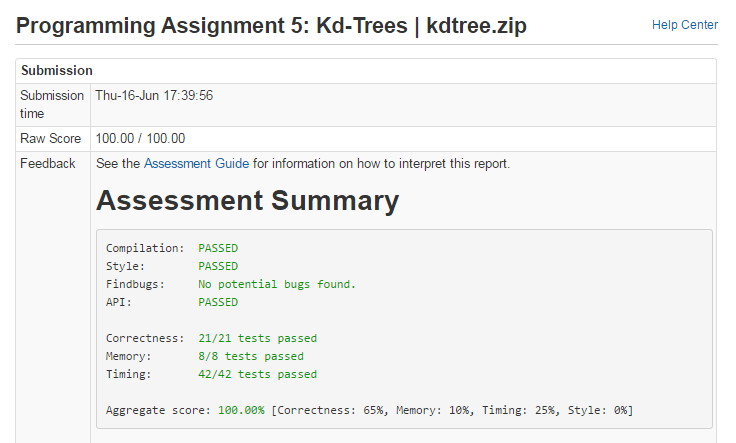 Programming Assignment 5: Kd-Trees | kdtree.zip
Help Center
Submission
Submission time
Thu-16-Jun 17:39:56
Raw Score
100.00 / 100.00
Feedback
See the Assessment Guide for information on how to interpret this report.
Assessment Summary
Compilation:  PASSED
Style:        PASSED
Findbugs:     No potential bugs found.
API:          PASSED
Correctness:  21/21 tests passed
Memory:       8/8 tests passed
Timing:       42/42 tests passed
Aggregate score: 100.00% [Correctness: 65%, Memory: 10%, Timing: 25%, Style: 0%]